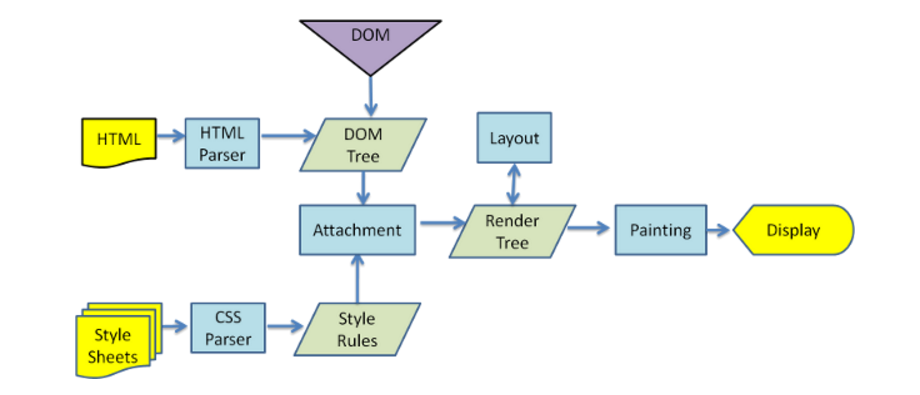 DOM
HTML
HTML
Parser
DOM
Tree
Layout
Attachment
Render
Tree
Painting
Display
Style
Sheets
CSS
Parser
Style
Rules